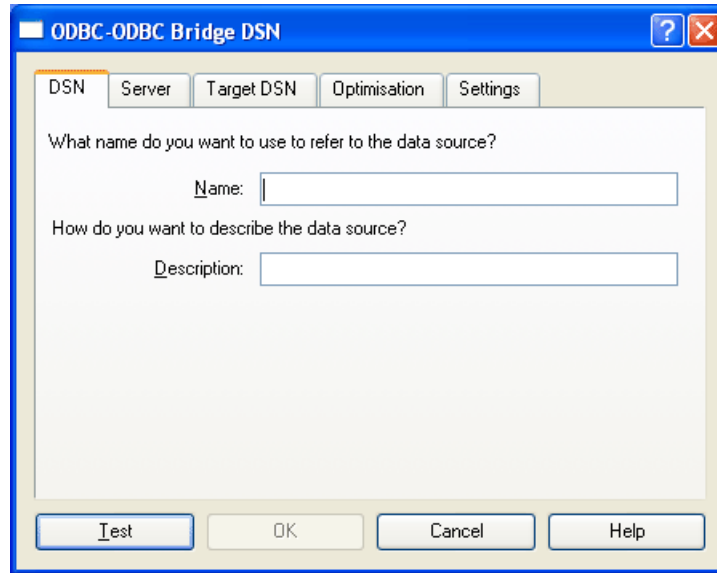 ODBC-ODBC Bridge DSN ?
DSN Server Target DSN Optimisation Settings
What name do you want to use to refer to the data source?
Name:
How do you want to describe the data source?
Description:
Test OK Cancel Help